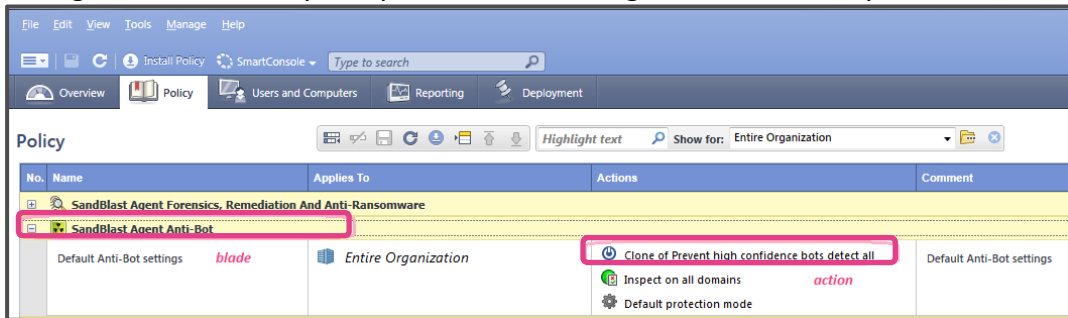 File Edit View Tools Manage Help
Install Policy SmartConsole Type to search
Overview Policy Users and Computers Reporting Deployment
Policy Highlight text Show for: Entire Organization
No. Name Applies To Actions Comment
SandBlast Agent Forensics, Remediation And Anti-Ransomware
SandBlast Agent Anti-Bot
Default Anti-Bot settings blade Entire Organization Clone of Prevent high confidence bots detect all Default Anti-Bot settings
Inspect on all domains action
Default protection mode